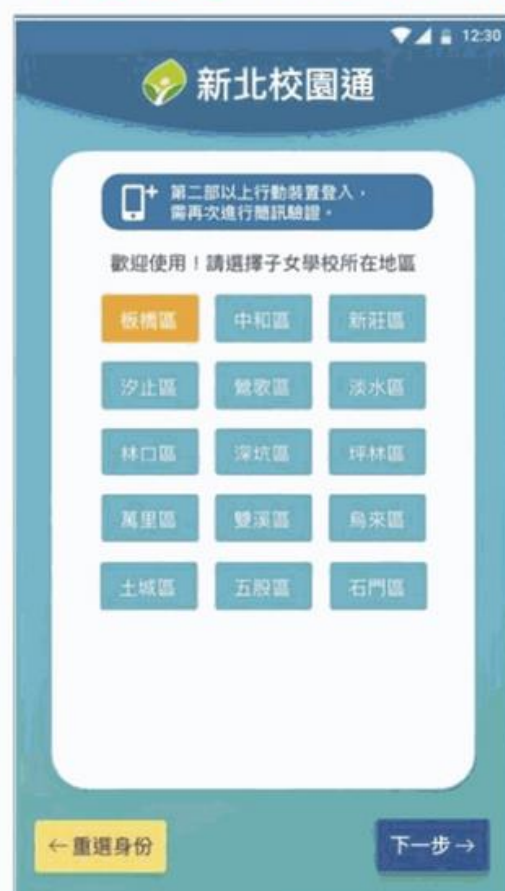 12:30
新北校園通
第二部以上行動裝置登入，
需再次進行簡訊驗證。
歡迎使用！請選擇子女學校所在地區
板橋區 中和區 新莊區
汐止區 鶯歌區 淡水區
林口區 深坑區 坪林區
萬里區 雙溪區 烏來區
土城區 五股區 石門區
←重選身份 下一步→